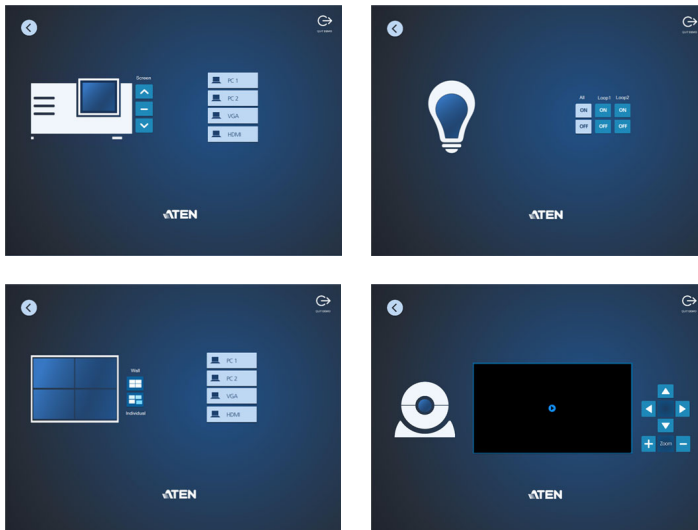 Screen
PC 1
PC 2
VGA
HDMI
ATEN
All Loop1 Loop2
ON ON ON
OFF OFF OFF
ATEN
Wall
Individual
PC 1
PC 2
VGA
HDMI
ATEN
Zoom
ATEN